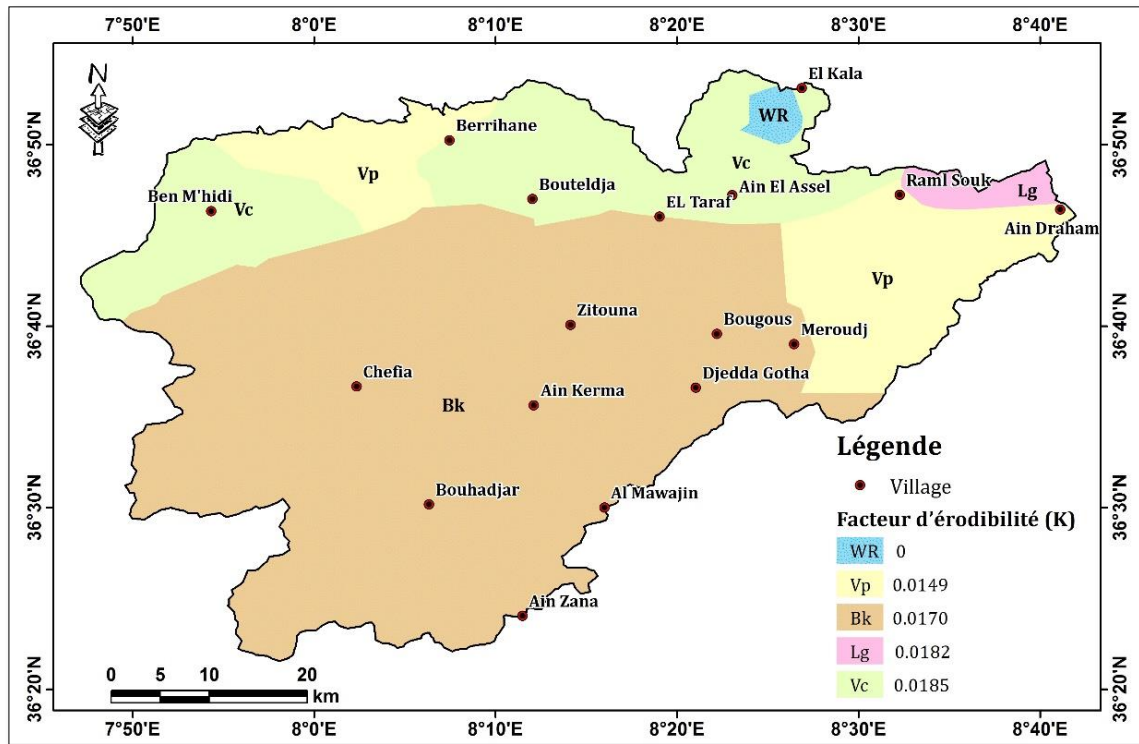 7°50'E 8°0'E 8°10'E 8°20'E 8°30'E 8°40'E
N
El Kala
WR
36°50'N 36°50'N
Berrihane
Vp
Vc
Ben M'hidi
Vc
Bouteldja
Ain El Assel
EL Taraf
Raml Souk
Lg
Ain Draham
Vp
Zitouna
Bougous
36°40'N 36°40'N
Meroudj
Chefia
Djedda Gotha
Ain Kerma
Bk
Bouhadjar
Al Mawajin
36°30'N 36°30'N
Ain Zana
Légende
Village
Facteur d'érodibilité (K)
WR 0
Vp 0.0149
Bk 0.0170
Lg 0.0182
Vc 0.0185
0 5 10 20
km
36°20'N 36°20'N
7°50'E 8°0'E 8°10'E 8°20'E 8°30'E 8°40'E